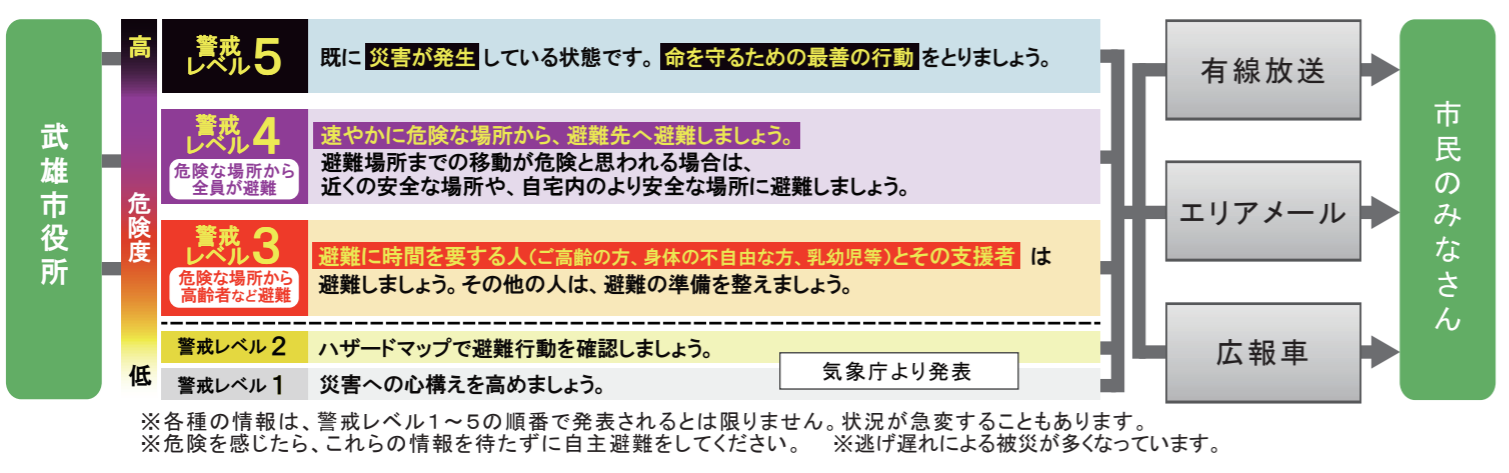 武雄市役所
高
危険度
低
警戒
レベル5
既に災害が発生している状態です。命を守るための最善の行動をとりましょう。
警戒
レベル4
危険な場所から
全員が避難
速やかに危険な場所から、避難先へ避難しましょう。
避難場所までの移動が危険と思われる場合は、
近くの安全な場所や、自宅内のより安全な場所に避難しましょう。
警戒
レベル3
危険な場所から
高齢者など避難
避難に時間を要する人(ご高齢の方、身体の不自由な方、乳幼児等)とその支援者 は
避難しましょう。その他の人は、避難の準備を整えましょう。
警戒レベル2
ハザードマップで避難行動を確認しましょう。
警戒レベル1
災害への心構えを高めましょう。
気象庁より発表
有線放送
エリアメール
広報車
市民のみなさん
※各種の情報は、警戒レベル1~5の順番で発表されるとは限りません。状況が急変することもあります。
※危険を感じたら、これらの情報を待たずに自主避難をしてください。 ※逃げ遅れによる被災が多くなっています。